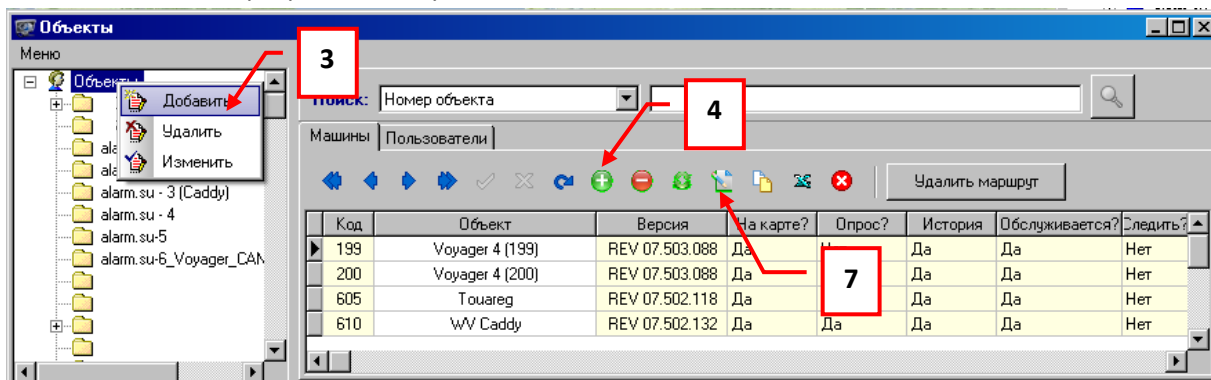 Объекты
Меню
3
Объекты
Добавить
Удалить
Изменить
alarm.su - 3 (Caddy)
alarm.su - 4
alarm.su-5
alarm.su-6_Voyager_CAN
Поиск: Номер объекта
4
Машины Пользователи
Удалить маршрут
Код Объект Версия На карте? Опрос? История Обслуживается? Следить?
199 Voyager 4 (199) REV 07.503.088 Да Да Да Нет
200 Voyager 4 (200) REV 07.503.088 Да Да Да Нет
7
605 Touareg REV 07.502.118 Да Да Да Нет
610 WV Caddy REV 07.502.132 Да Да Да Да Нет